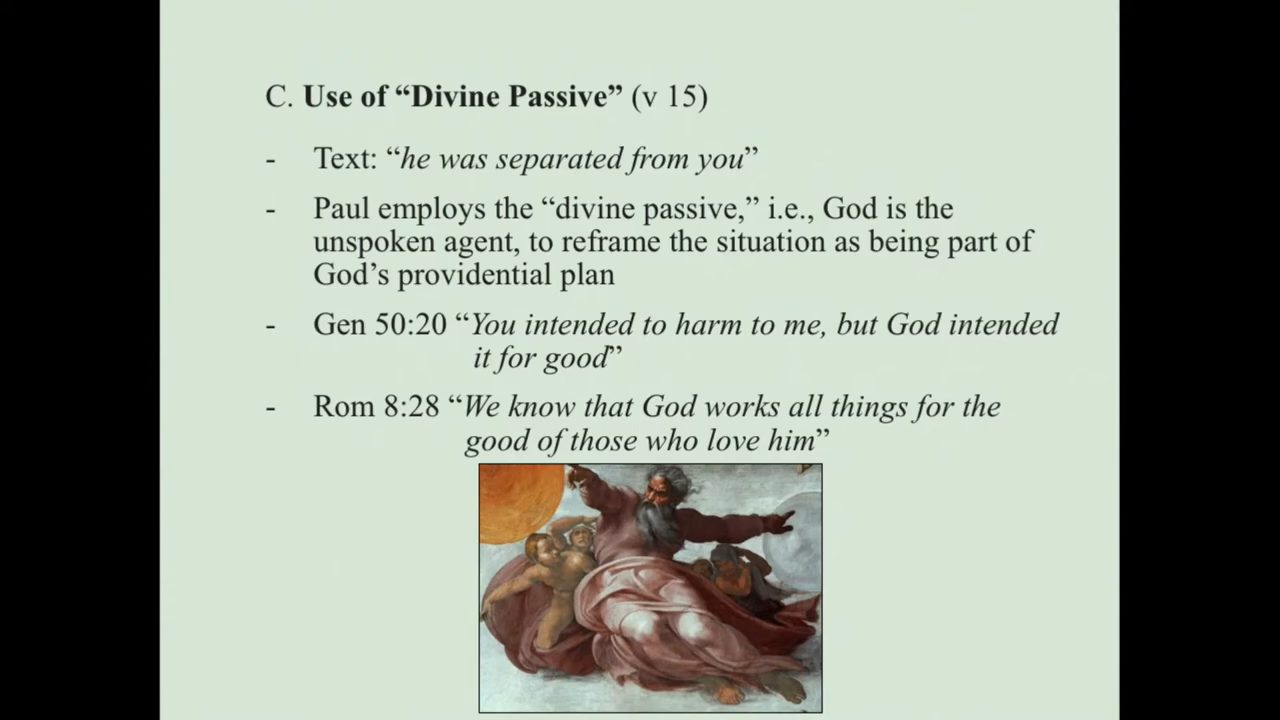 C. Use of “Divine Passive” (v 15)
- Text: “he was separated from you”
- Paul employs the “divine passive,” i.e., God is the
unspoken agent, to reframe the situation as being part of
God’s providential plan
- Gen 50:20 “You intended to harm to me, but God intended
it for good”
- Rom 8:28 “We know that God works all things for the
good of those who love him”